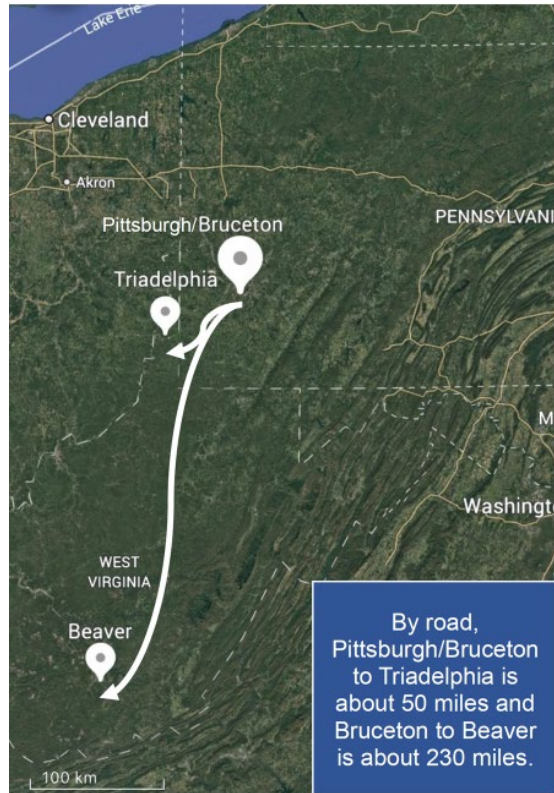 Lake Erie
Cleveland
Akron
Pittsburgh/Bruceton
PENNSYLVANI
Triadelphia
M
Washingto
WEST
VIRGINIA
Beaver
By road,
Pittsburgh/Bruceton
to Triadelphia is
about 50 miles and
Bruceton to Beaver
is about 230 miles.
100 km